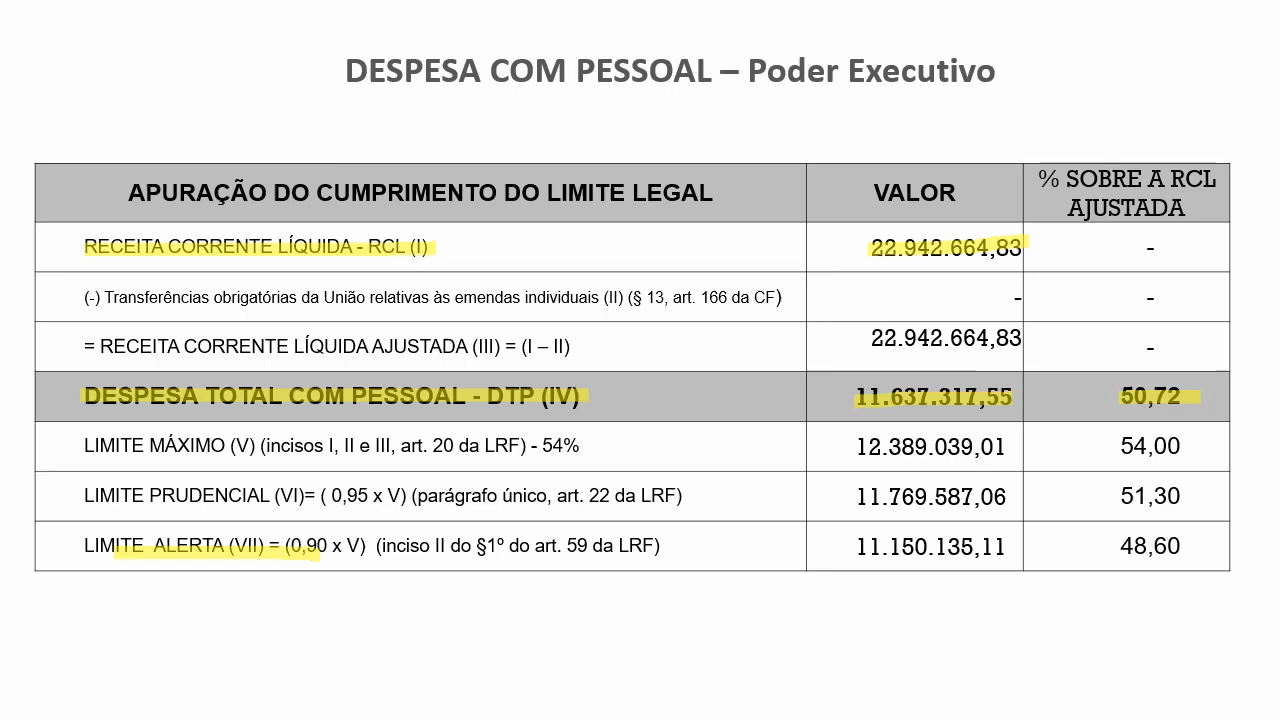 DESPESA COM PESSOAL – Poder Executivo
APURAÇÃO DO CUMPRIMENTO DO LIMITE LEGAL VALOR % SOBRE A RCL
AJUSTADA
RECEITA CORRENTE LÍQUIDA - RCL (I) 22.942.664,83 -
(-) Transferências obrigatórias da União relativas às emendas individuais (II) (§ 13, art. 166 da CF) - -
= RECEITA CORRENTE LÍQUIDA AJUSTADA (III) = (I – II) 22.942.664,83 -
DESPESA TOTAL COM PESSOAL - DTP (IV) 11.637.317,55 50,72
LIMITE MÁXIMO (V) (incisos I, II e III, art. 20 da LRF) - 54% 12.389.039,01 54,00
LIMITE PRUDENCIAL (VI)= ( 0,95 x V) (parágrafo único, art. 22 da LRF) 11.769.587,06 51,30
LIMITE ALERTA (VII) = (0,90 x V) (inciso II do §1º do art. 59 da LRF) 11.150.135,11 48,60